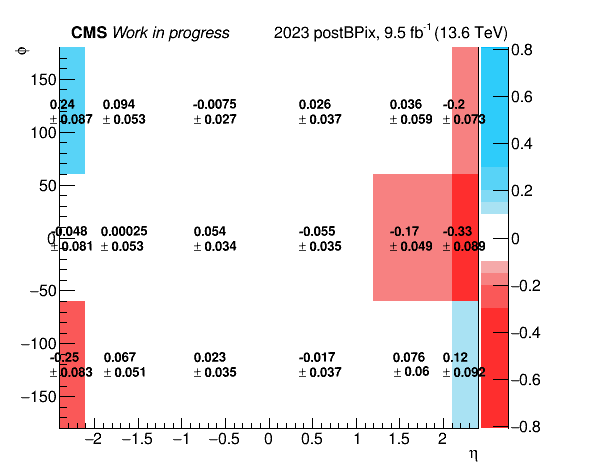 CMS Work in progress 2023 postBPix, 9.5 fb-1 (13.6 TeV)
ϕ
150
100
50
0
−50
−100
−150
0.24 0.094 -0.0075 0.026 0.036 -0.2
± 0.087 ± 0.053 ± 0.027 ± 0.037 ± 0.059 ± 0.073
-0.048 0.00025 0.054 -0.055 -0.17 -0.33
± 0.081 ± 0.053 ± 0.034 ± 0.035 ± 0.049 ± 0.089
-0.25 0.067 0.023 -0.017 0.076 0.12
± 0.083 ± 0.051 ± 0.035 ± 0.037 ± 0.06 ± 0.092
−2 −1.5 −1 −0.5 0 0.5 1 1.5 2
η
0.8
0.6
0.4
0.2
0
−0.2
−0.4
−0.6
−0.8